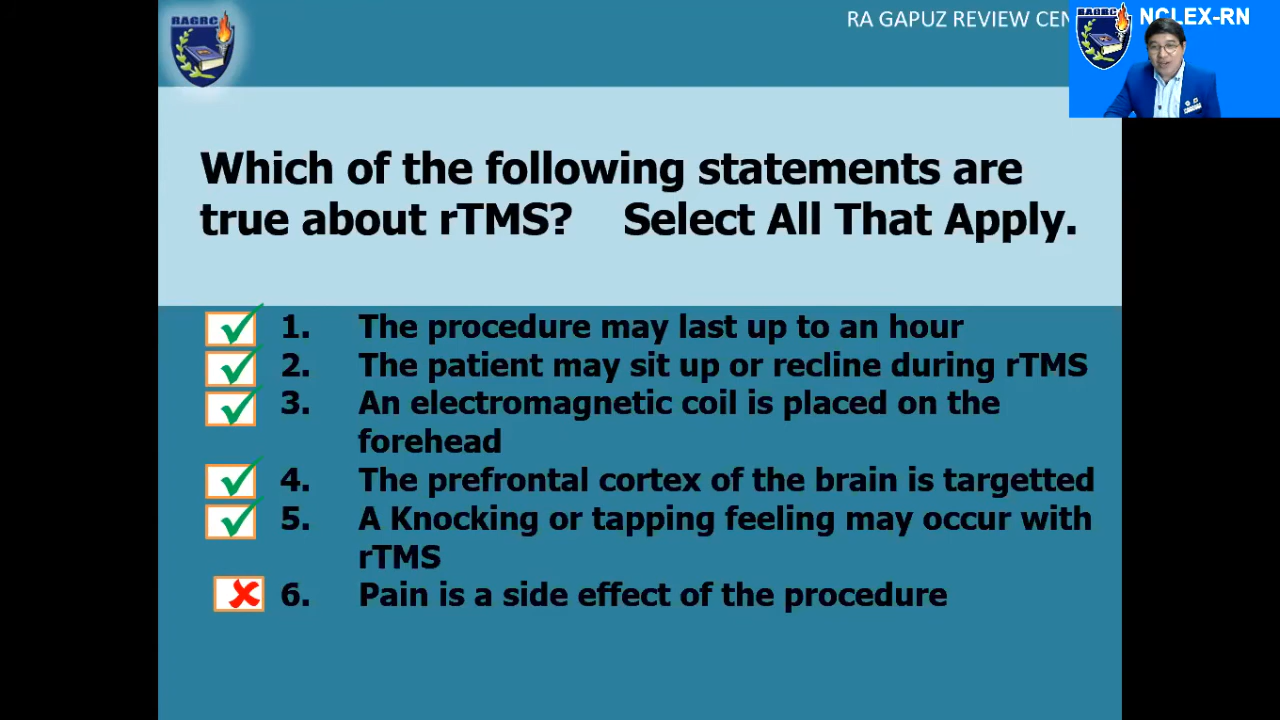 RAGRC
RA GAPUZ REVIEW CEN
NCLEX-RN
Which of the following statements are
true about rTMS? Select All That Apply.
1. The procedure may last up to an hour
2. The patient may sit up or recline during rTMS
3. An electromagnetic coil is placed on the
forehead
4. The prefrontal cortex of the brain is targetted
5. A Knocking or tapping feeling may occur with
rTMS
6. Pain is a side effect of the procedure